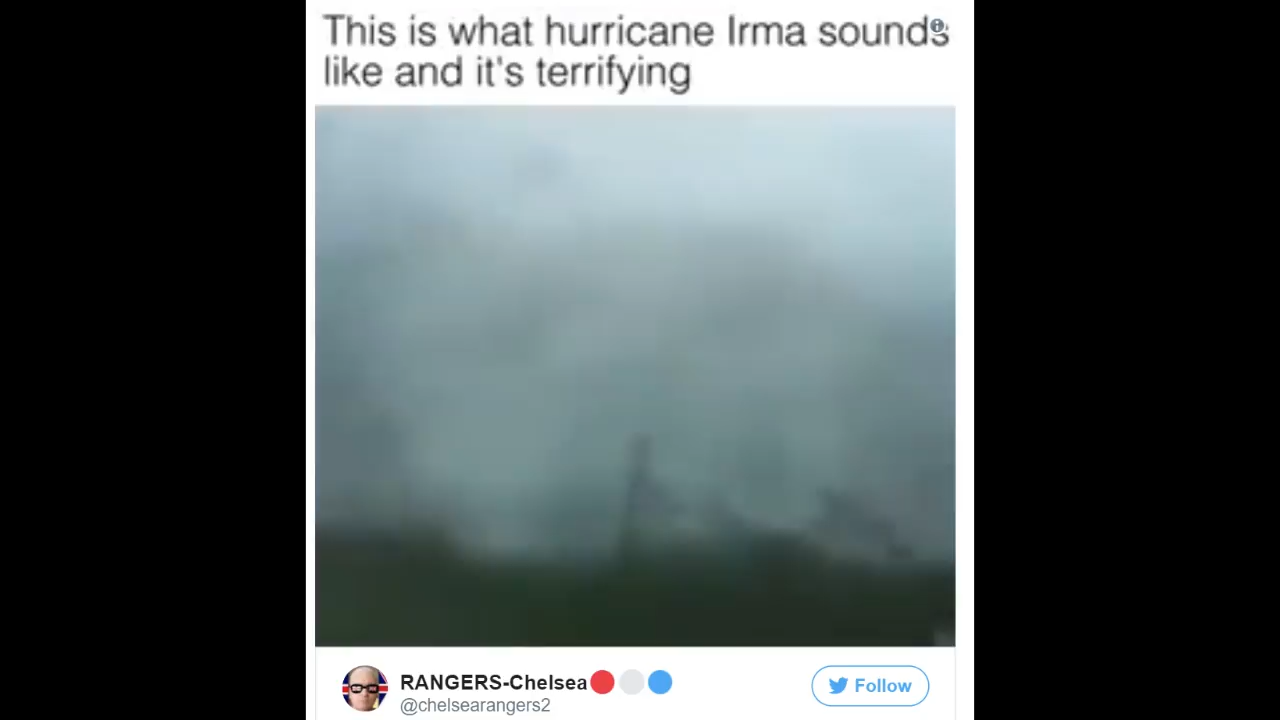 This is what hurricane Irma sounds
like and it's terrifying
RANGERS-Chelsea
@chelsearangers2
Follow